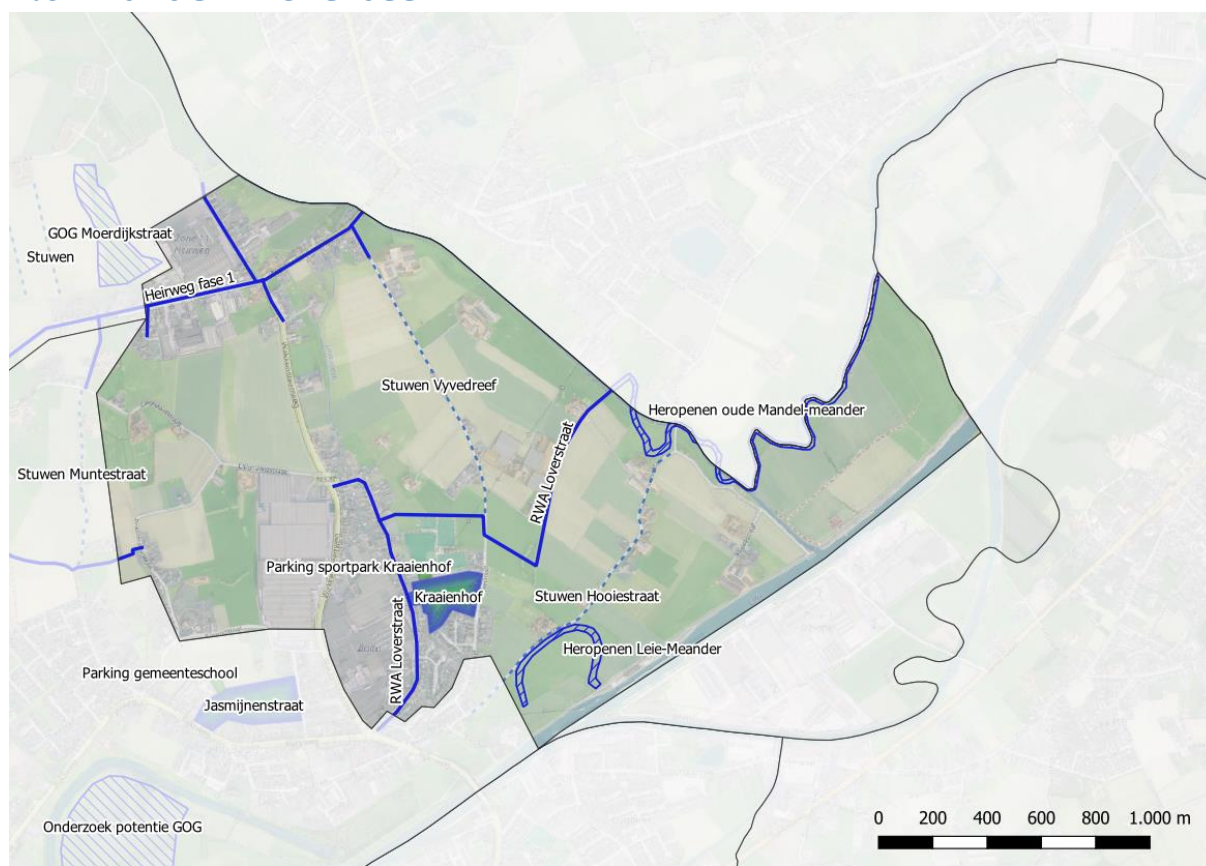 GOG Moerdijkstraat
Stuwen
Heirweg fase 1
Stuwen Vyvedreef
Heropenen oude Mandel-meander
Stuwen Muntestraat
RWA Loverstraat
Parking sportpark Kraaienhof
Kraaienhof
Stuwen Hooiestraat
Heropenen Leie-Meander
RWA Loverstraat
Parking gemeenteschool
Jasmijnenstraat
Onderzoek potentie GOG
0 200 400 600 800 1.000 m